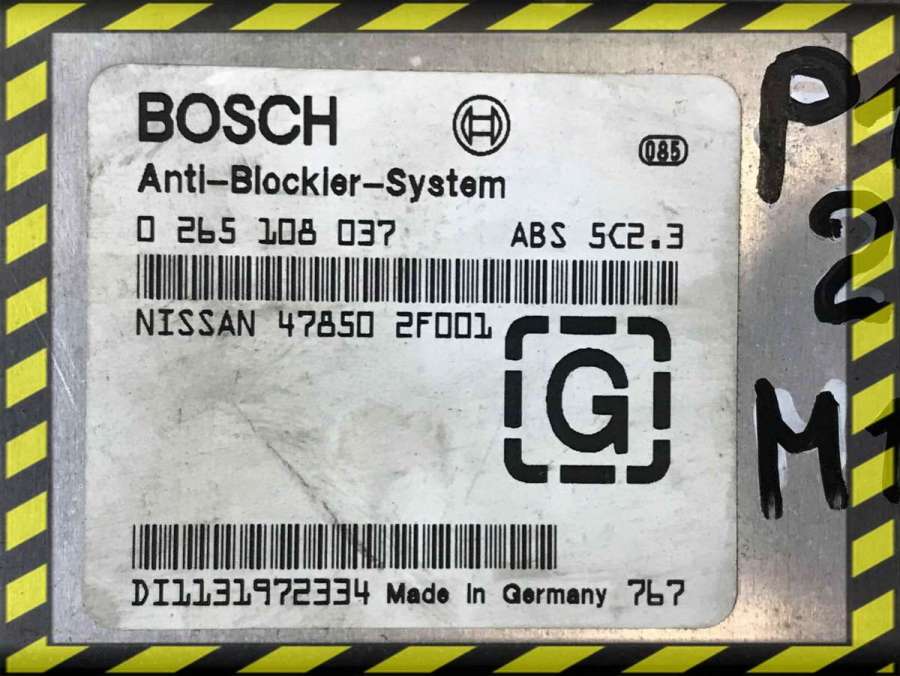 BOSCH
085
Anti-Blockier-System
0 265 108 037 ABS 5C2.3
NISSAN 47850 2F001
G
DI1131972334 Made in Germany 767
P
2
M